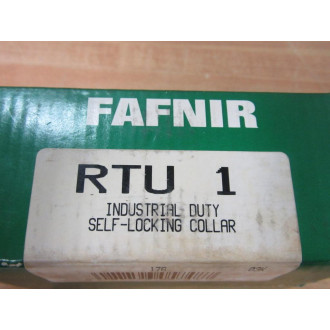 FAFNIR
RTU 1
INDUSTRIAL DUTY
SELF-LOCKING COLLAR